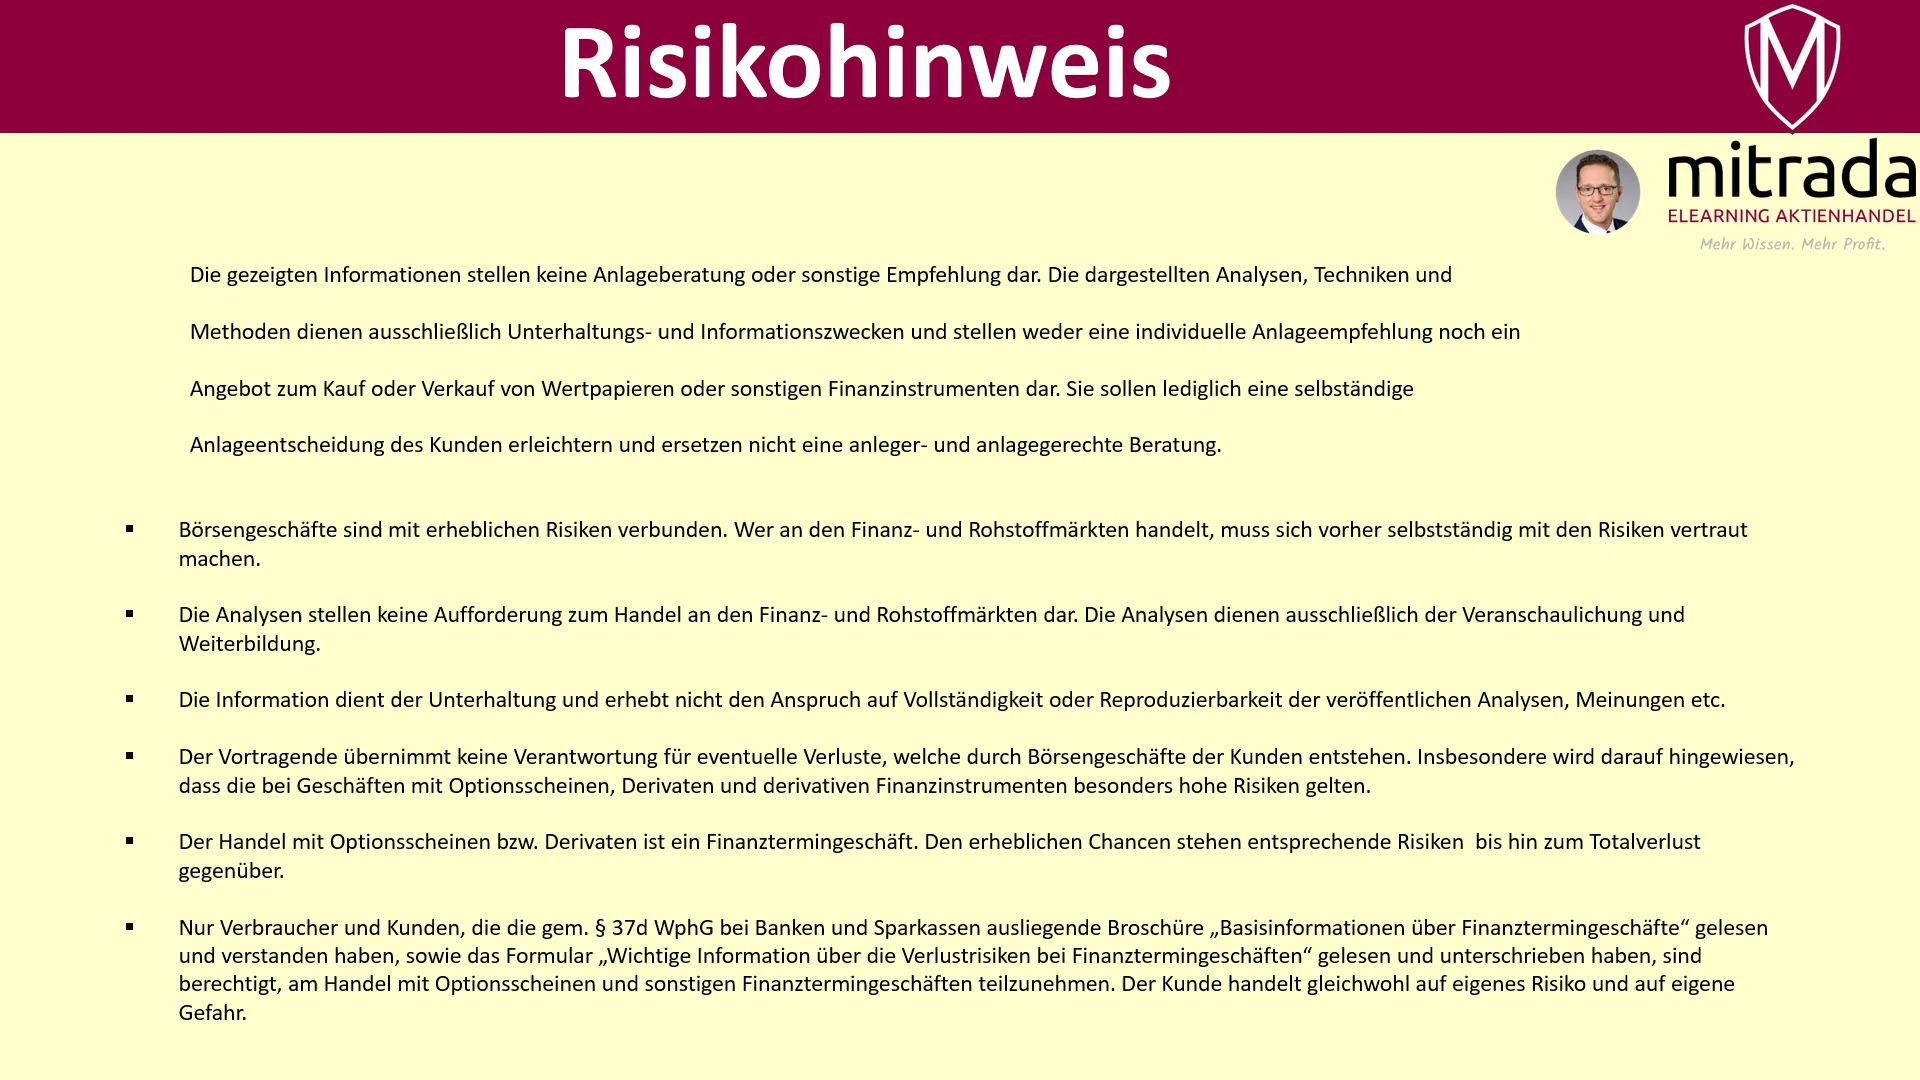 Risikohinweis
M
mitrada
ELEARNING AKTIENHANDEL
Mehr Wissen. Mehr Profit.
Die gezeigten Informationen stellen keine Anlageberatung oder sonstige Empfehlung dar. Die dargestellten Analysen, Techniken und
Methoden dienen ausschließlich Unterhaltungs- und Informationszwecken und stellen weder eine individuelle Anlageempfehlung noch ein
Angebot zum Kauf oder Verkauf von Wertpapieren oder sonstigen Finanzinstrumenten dar. Sie sollen lediglich eine selbständige
Anlageentscheidung des Kunden erleichtern und ersetzen nicht eine anleger- und anlagegerechte Beratung.
▪ Börsengeschäfte sind mit erheblichen Risiken verbunden. Wer an den Finanz- und Rohstoffmärkten handelt, muss sich vorher selbstständig mit den Risiken vertraut
machen.
▪ Die Analysen stellen keine Aufforderung zum Handel an den Finanz- und Rohstoffmärkten dar. Die Analysen dienen ausschließlich der Veranschaulichung und
Weiterbildung.
▪ Die Information dient der Unterhaltung und erhebt nicht den Anspruch auf Vollständigkeit oder Reproduzierbarkeit der veröffentlichen Analysen, Meinungen etc.
▪ Der Vortragende übernimmt keine Verantwortung für eventuelle Verluste, welche durch Börsengeschäfte der Kunden entstehen. Insbesondere wird darauf hingewiesen,
dass die bei Geschäften mit Optionsscheinen, Derivaten und derivativen Finanzinstrumenten besonders hohe Risiken gelten.
▪ Der Handel mit Optionsscheinen bzw. Derivaten ist ein Finanztermingeschäft. Den erheblichen Chancen stehen entsprechende Risiken  bis hin zum Totalverlust
gegenüber.
▪ Nur Verbraucher und Kunden, die die gem. § 37d WphG bei Banken und Sparkassen ausliegende Broschüre „Basisinformationen über Finanztermingeschäfte“ gelesen
und verstanden haben, sowie das Formular „Wichtige Information über die Verlustrisiken bei Finanztermingeschäften“ gelesen und unterschrieben haben, sind
berechtigt, am Handel mit Optionsscheinen und sonstigen Finanztermingeschäften teilzunehmen. Der Kunde handelt gleichwohl auf eigenes Risiko und auf eigene
Gefahr.